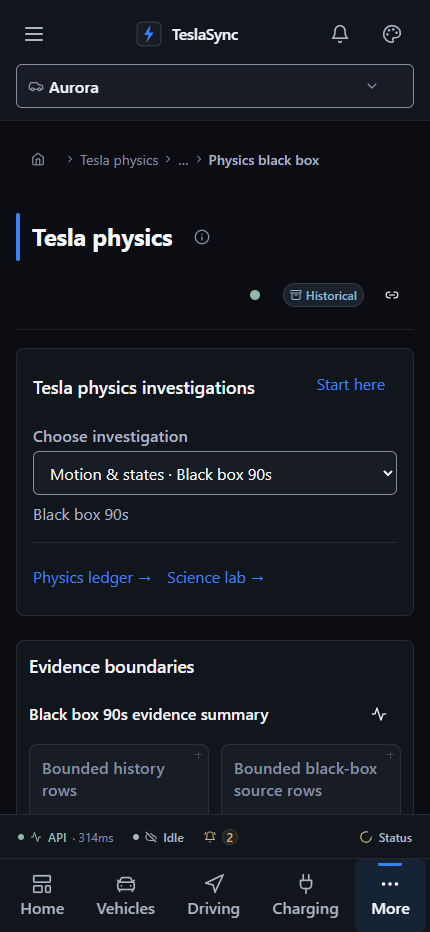 TeslaSync
Aurora
Tesla physics
...
Physics black box
Tesla physics
Historical
Tesla physics investigations
Start here
Choose investigation
Motion & states · Black box 90s
Black box 90s
Physics ledger →
Science lab →
Evidence boundaries
Black box 90s evidence summary
Bounded history
rows
Bounded black-box
source rows
API · 314ms
Idle
2
Status
Home
Vehicles
Driving
Charging
More